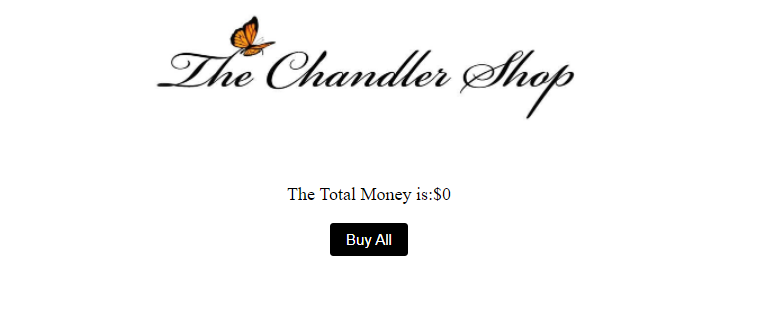 The Chandler Shop
The Total Money is:$0
Buy All